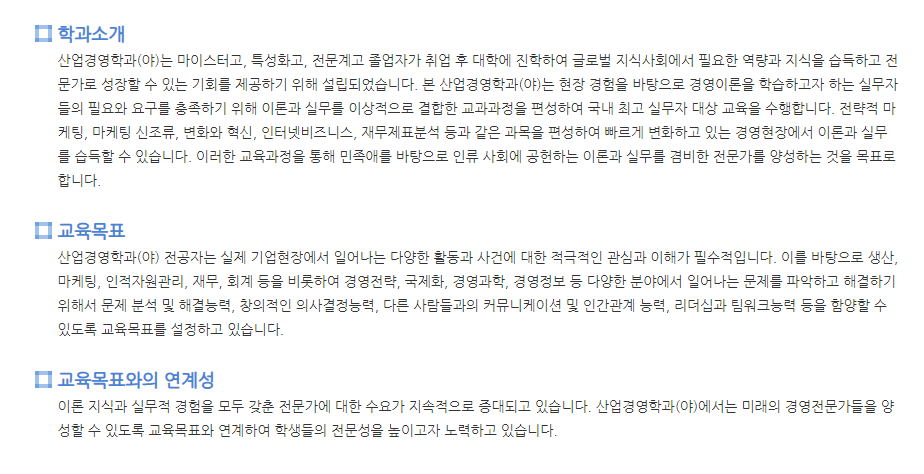 학과소개
산업경영학과(야)는 마이스터고, 특성화고, 전문계고 졸업자가 취업 후 대학에 진학하여 글로벌 지식사회에서 필요한 역량과 지식을 습득하고 전
문가로 성장할 수 있는 기회를 제공하기 위해 설립되었습니다. 본 산업경영학과(야)는 현장 경험을 바탕으로 경영이론을 학습하고자 하는 실무자
들의 필요와 요구를 충족하기 위해 이론과 실무를 이상적으로 결합한 교과과정을 편성하여 국내 최고 실무자 대상 교육을 수행합니다. 전략적 마
케팅, 마케팅 신조류, 변화와 혁신, 인터넷비즈니스, 재무제표분석 등과 같은 과목을 편성하여 빠르게 변화하고 있는 경영현장에서 이론과 실무
를 습득할 수 있습니다. 이러한 교육과정을 통해 민족애를 바탕으로 인류 사회에 공헌하는 이론과 실무를 겸비한 전문가를 양성하는 것을 목표로
합니다.
교육목표
산업경영학과(야) 전공자는 실제 기업현장에서 일어나는 다양한 활동과 사건에 대한 적극적인 관심과 이해가 필수적입니다. 이를 바탕으로 생산,
마케팅, 인적자원관리, 재무, 회계 등을 비롯하여 경영전략, 국제화, 경영과학, 경영정보 등 다양한 분야에서 일어나는 문제를 파악하고 해결하기
위해서 문제 분석 및 해결능력, 창의적인 의사결정능력, 다른 사람들과의 커뮤니케이션 및 인간관계 능력, 리더십과 팀워크능력 등을 함양할 수
있도록 교육목표를 설정하고 있습니다.
교육목표와의 연계성
이론 지식과 실무적 경험을 모두 갖춘 전문가에 대한 수요가 지속적으로 증대되고 있습니다. 산업경영학과(야)에서는 미래의 경영전문가들을 양
성할 수 있도록 교육목표와 연계하여 학생들의 전문성을 높이고자 노력하고 있습니다.